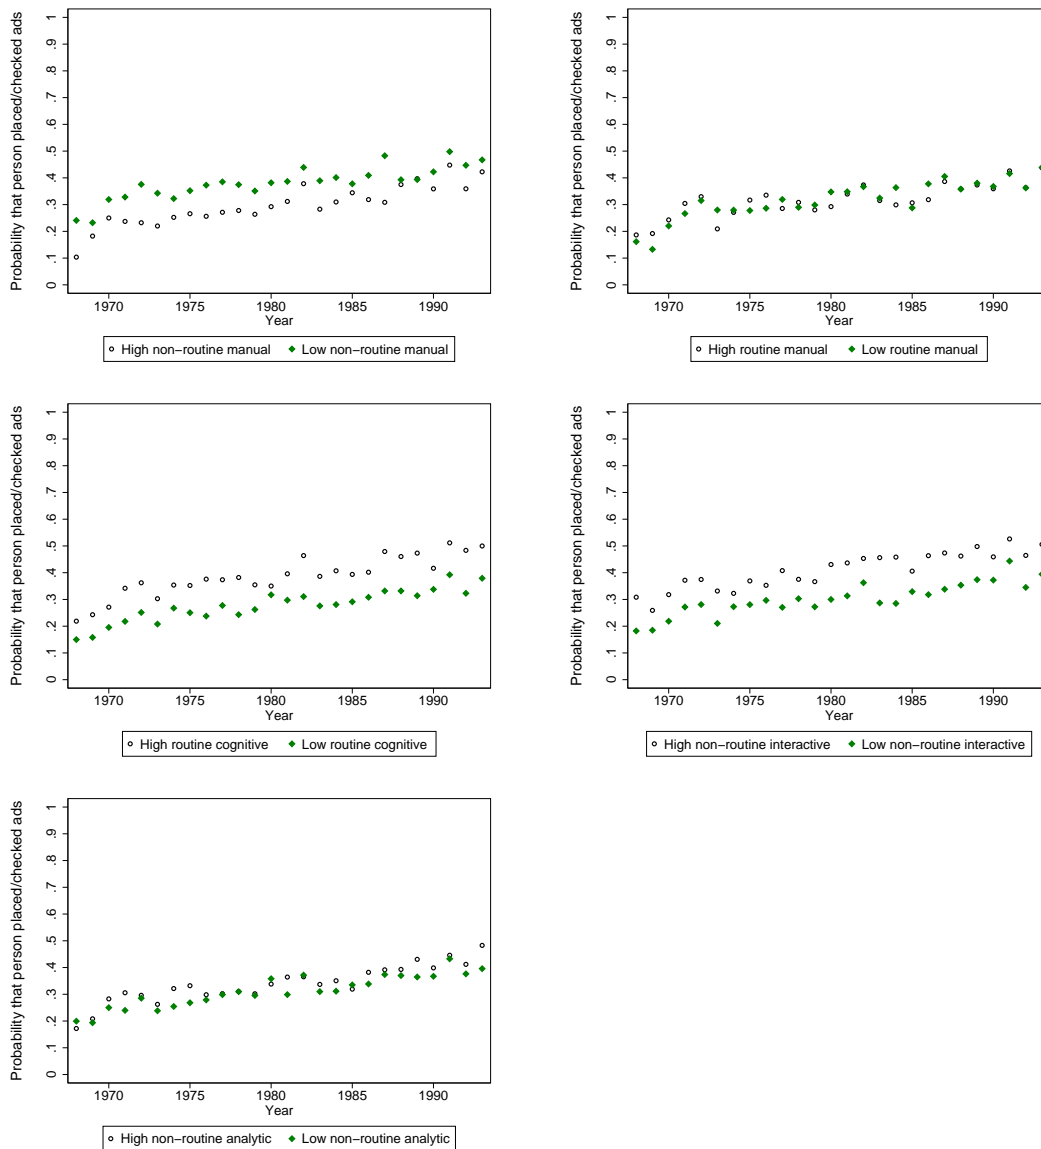 Probability that person placed/checked ads
0 .1 .2 .3 .4 .5 .6 .7 .8 .9 1
1970 1975 1980 1985 1990
Year
High non−routine manual Low non−routine manual
Probability that person placed/checked ads
0 .1 .2 .3 .4 .5 .6 .7 .8 .9 1
1970 1975 1980 1985 1990
Year
High routine manual Low routine manual
Probability that person placed/checked ads
0 .1 .2 .3 .4 .5 .6 .7 .8 .9 1
1970 1975 1980 1985 1990
Year
High routine cognitive Low routine cognitive
Probability that person placed/checked ads
0 .1 .2 .3 .4 .5 .6 .7 .8 .9 1
1970 1975 1980 1985 1990
Year
High non−routine interactive Low non−routine interactive
Probability that person placed/checked ads
0 .1 .2 .3 .4 .5 .6 .7 .8 .9 1
1970 1975 1980 1985 1990
Year
High non−routine analytic Low non−routine analytic